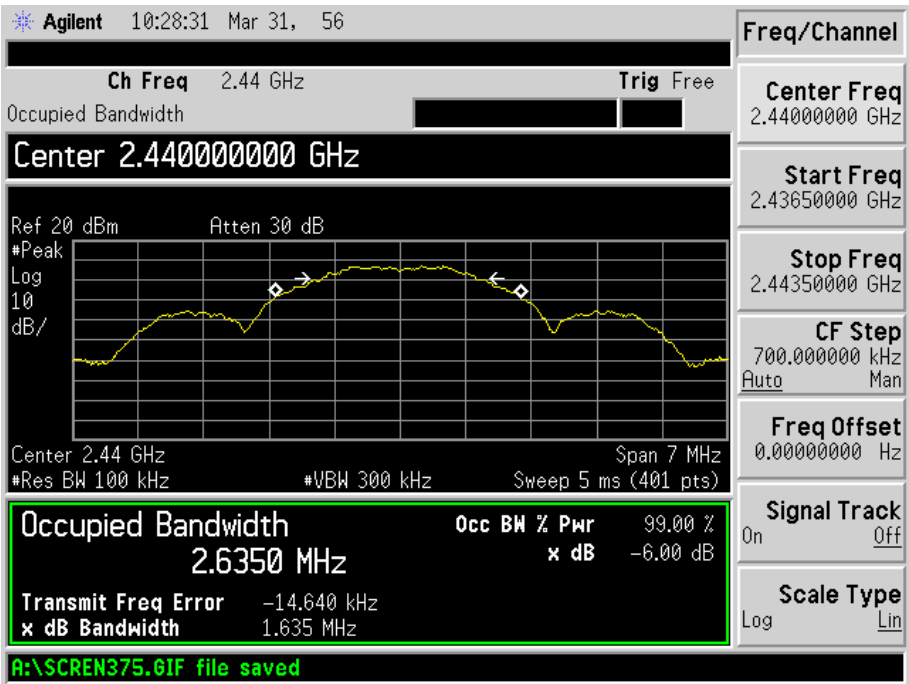 Agilent 10:28:31 Mar 31, 56
Ch Freq 2.44 GHz Trig Free
Occupied Bandwidth
Center 2.440000000 GHz
Ref 20 dBm Atten 30 dB
#Peak
Log
10
dB/
Center 2.44 GHz Span 7 MHz
#Res BW 100 kHz #VBW 300 kHz Sweep 5 ms (401 pts)
Occupied Bandwidth Occ BW % Pwr 99.00 %
2.6350 MHz x dB -6.00 dB
Transmit Freq Error -14.640 kHz
x dB Bandwidth 1.635 MHz
A:\SCREN375.GIF file saved
Freq/Channel
Center Freq
2.44000000 GHz
Start Freq
2.43650000 GHz
Stop Freq
2.44350000 GHz
CF Step
700.000000 kHz
Auto Man
Freq Offset
0.00000000 Hz
Signal Track
On Off
Scale Type
Log Lin